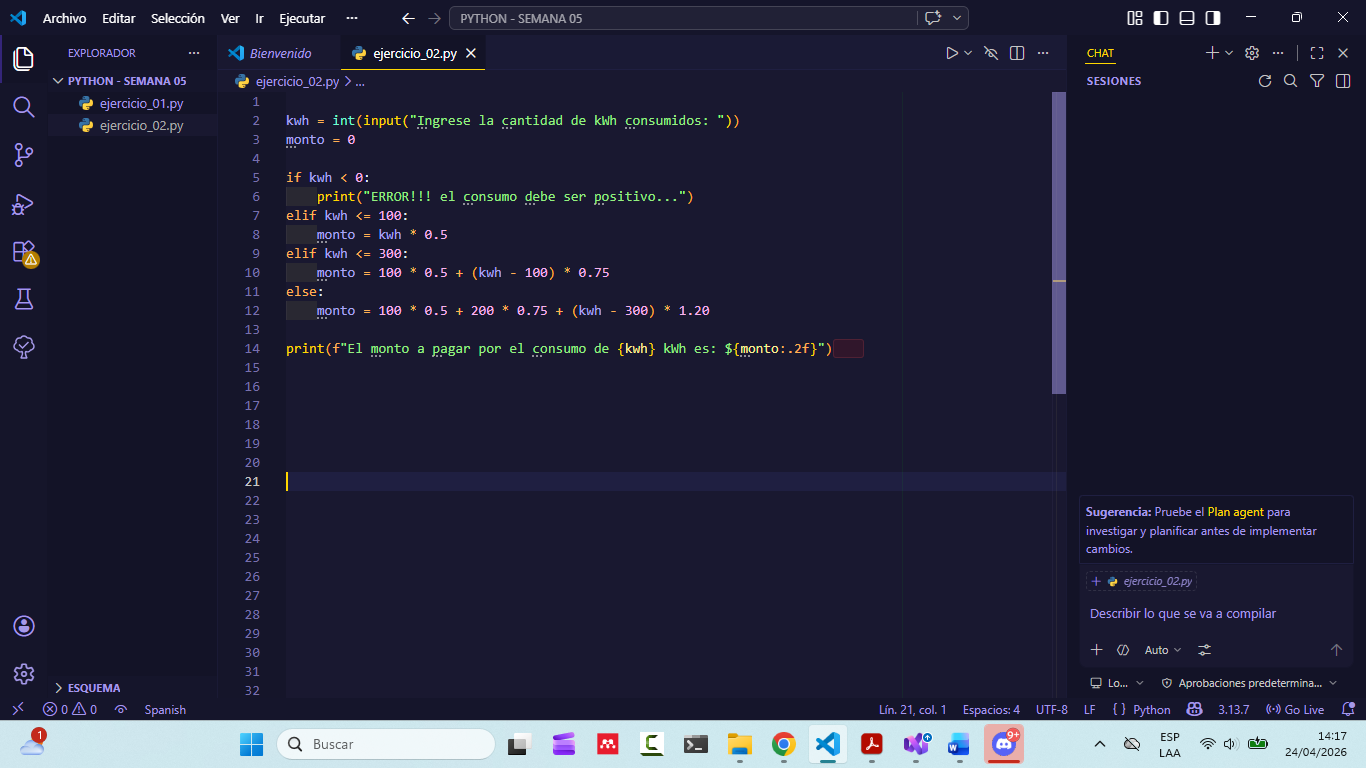 Archivo Editar Selección Ver Ir Ejecutar ··· PYTHON - SEMANA 05
EXPLORADOR ···
PYTHON - SEMANA 05
ejercicio_01.py
ejercicio_02.py
ESQUEMA
Bienvenido ejercicio_02.py
ejercicio_02.py > ...
1
2 kwh = int(input("Ingrese la cantidad de kWh consumidos: "))
3 monto = 0
4
5 if kwh < 0:
6     print("ERROR!!! el consumo debe ser positivo...")
7 elif kwh <= 100:
8     monto = kwh * 0.5
9 elif kwh <= 300:
10     monto = 100 * 0.5 + (kwh - 100) * 0.75
11 else:
12     monto = 100 * 0.5 + 200 * 0.75 + (kwh - 300) * 1.20
13
14 print(f"El monto a pagar por el consumo de {kwh} kWh es: ${monto:.2f}")
15
16
17
18
19
20
21
22
23
24
25
26
27
28
29
30
31
32
CHAT
SESIONES
Sugerencia: Pruebe el Plan agent para
investigar y planificar antes de implementar
cambios.
ejercicio_02.py
Describir lo que se va a compilar
Auto
Lo... Aprobaciones predetermina...
0 0 Spanish Lín. 21, col. 1 Espacios: 4 UTF-8 LF { } Python 3.13.7 Go Live
1 Buscar 9+ ESP 14:17
LAA 24/04/2026